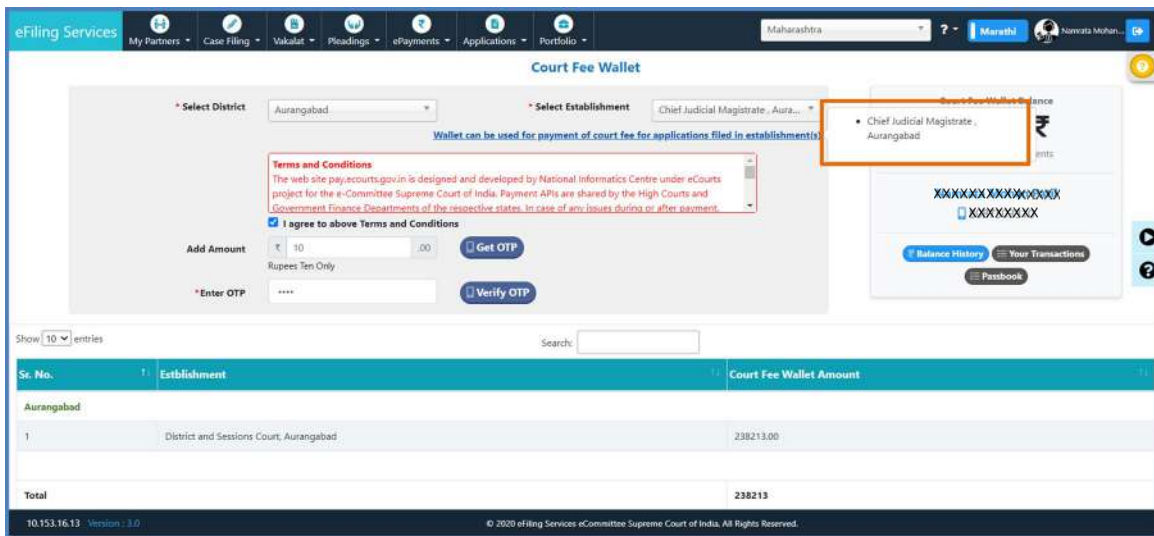 eFiling Services
My Partners Case Filing Vakalat Pleadings ePayments Applications Portfolio
Maharashtra ? Marathi Namrata Mohan...
Court Fee Wallet
* Select District Aurangabad * Select Establishment Chief Judicial Magistrate , Aura...
Wallet can be used for payment of court fee for applications filed in establishment(s)
Terms and Conditions
The web site pay.ecourts.gov.in is designed and developed by National Informatics Centre under eCourts
project for the e-Committee Supreme Court of India. Payment APIs are shared by the High Courts and
Government Finance Departments of the respective states. In case of any issues during or after payment,
I agree to above Terms and Conditions
Add Amount ₹ 10 .00 Get OTP
Rupees Ten Only
*Enter OTP •••• Verify OTP
• Chief Judicial Magistrate ,
Aurangabad
₹
XXXXXXXX
Balance History Your Transactions
Passbook
Show 10 entries Search:
Sr. No. Estblishment Court Fee Wallet Amount
Aurangabad
1 District and Sessions Court, Aurangabad 238213.00
Total 238213
10.153.16.13 Version : 3.0 © 2020 eFiling Services eCommittee Supreme Court of India, All Rights Reserved.